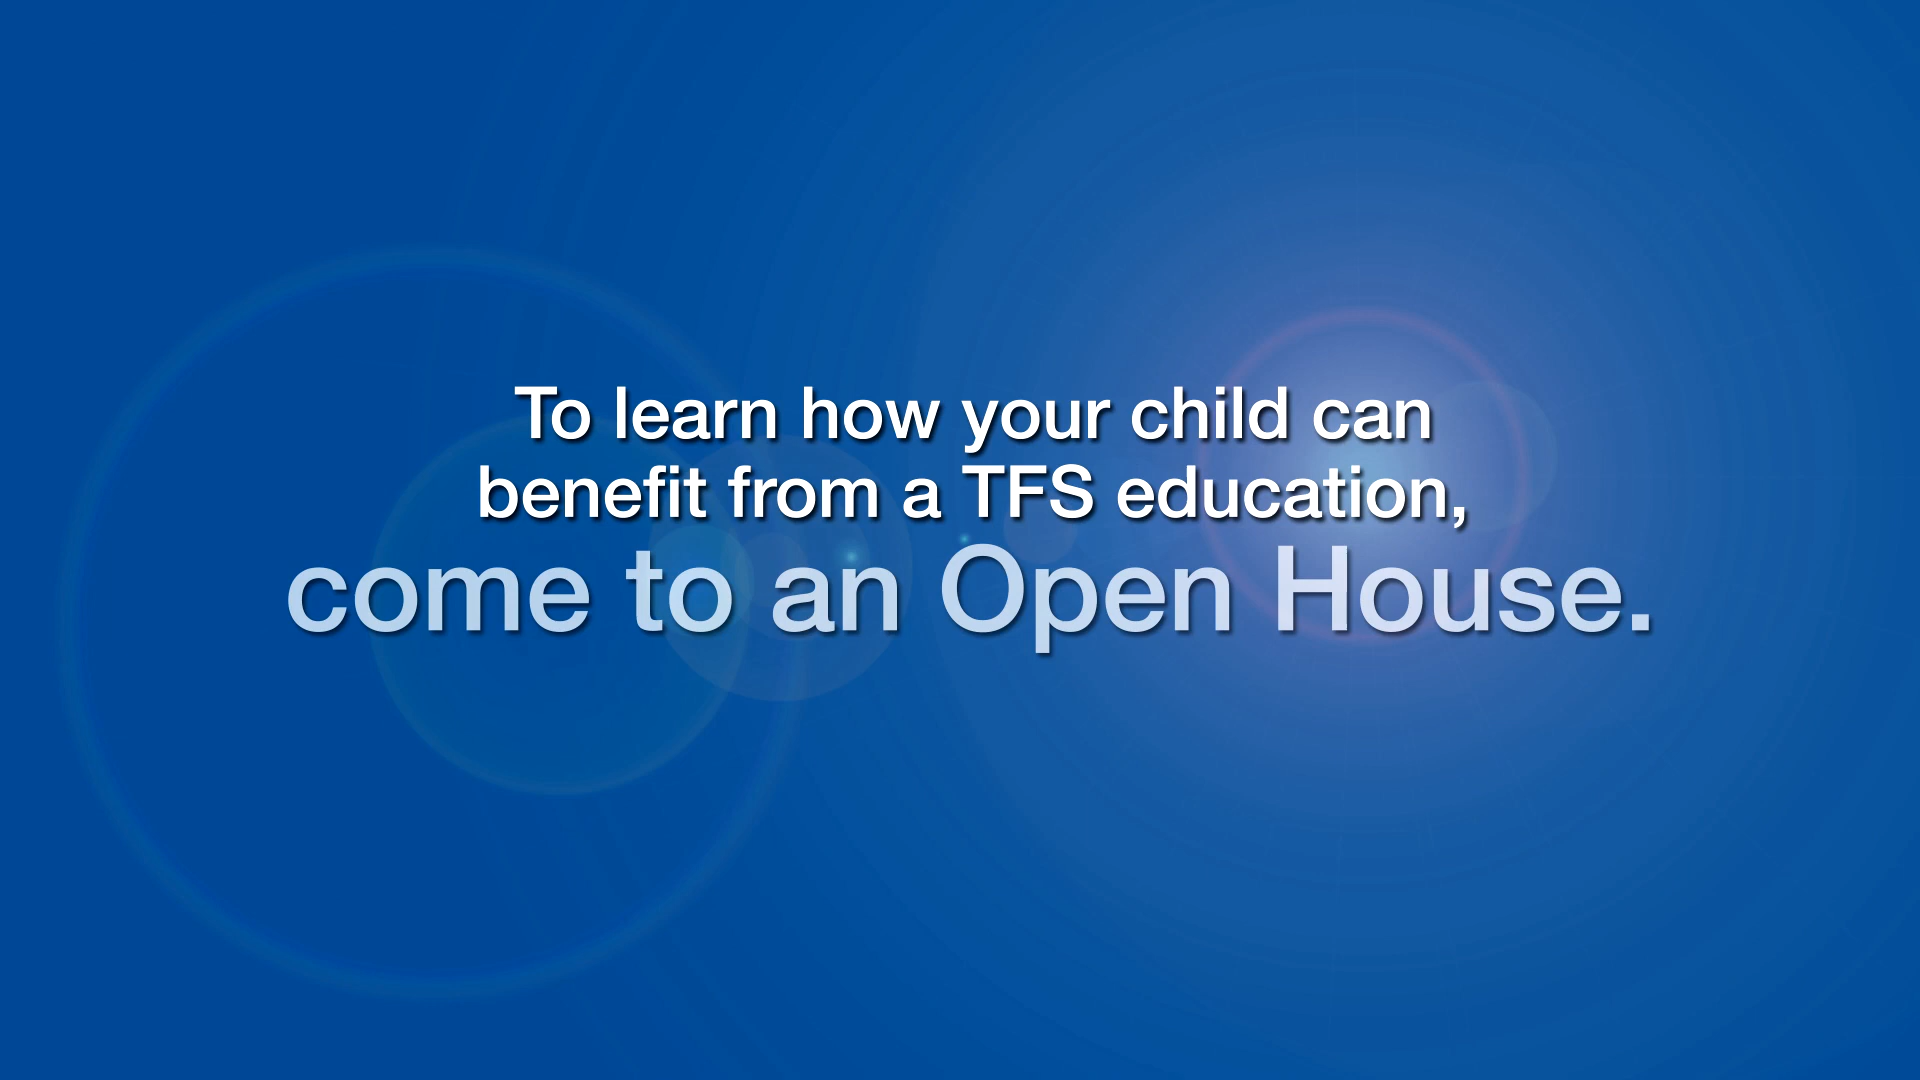 To learn how your child can
benefit from a TFS education,
come to an Open House.